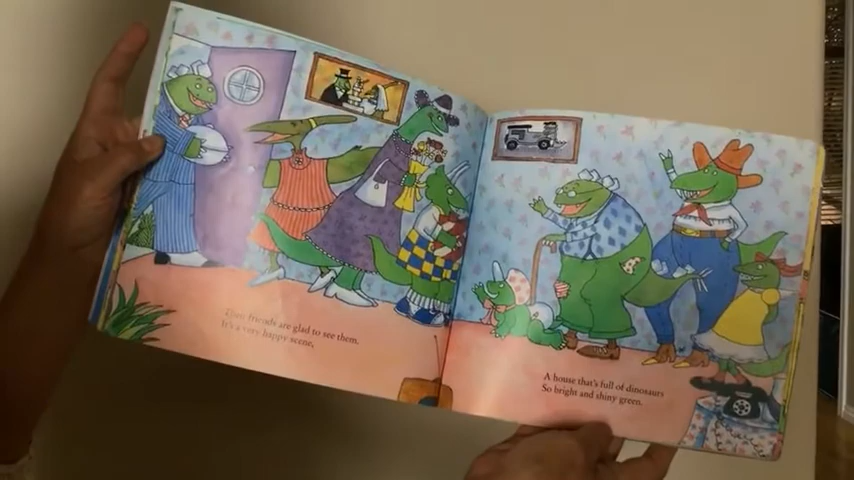 Their friends are glad to see them.
It's a very happy scene,
A house that's full of dinosaurs
So bright and shiny green.